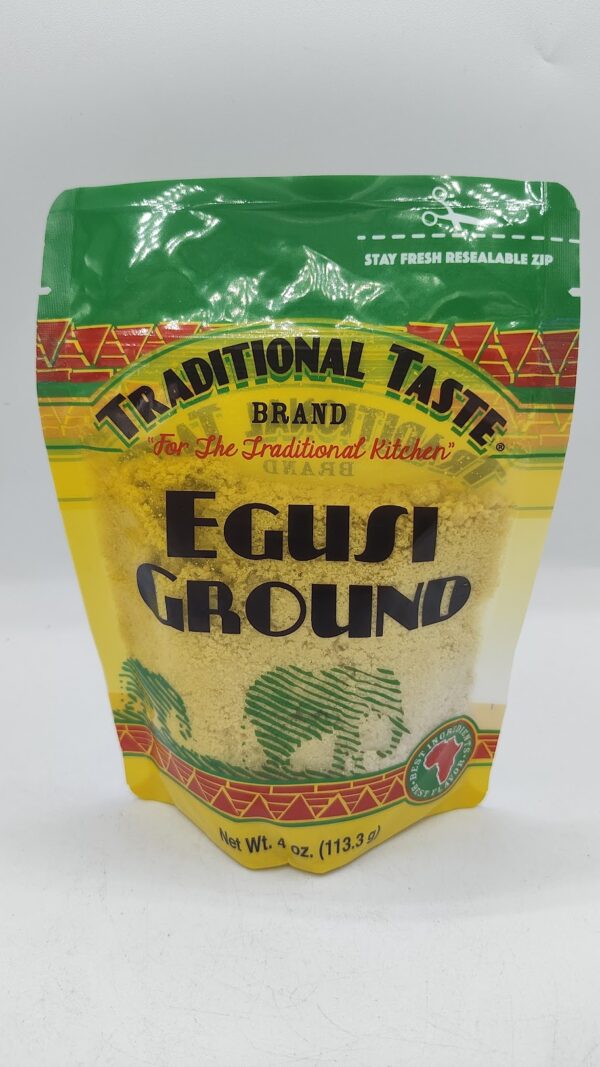 STAY FRESH RESEALABLE ZIP
TRADITIONAL TASTE®
BRAND
"For The Traditional Kitchen"
EGUSI
GROUND
BEST INGREDIENTS
BEST FLAVOR
Net Wt. 4 oz. (113.3 g)